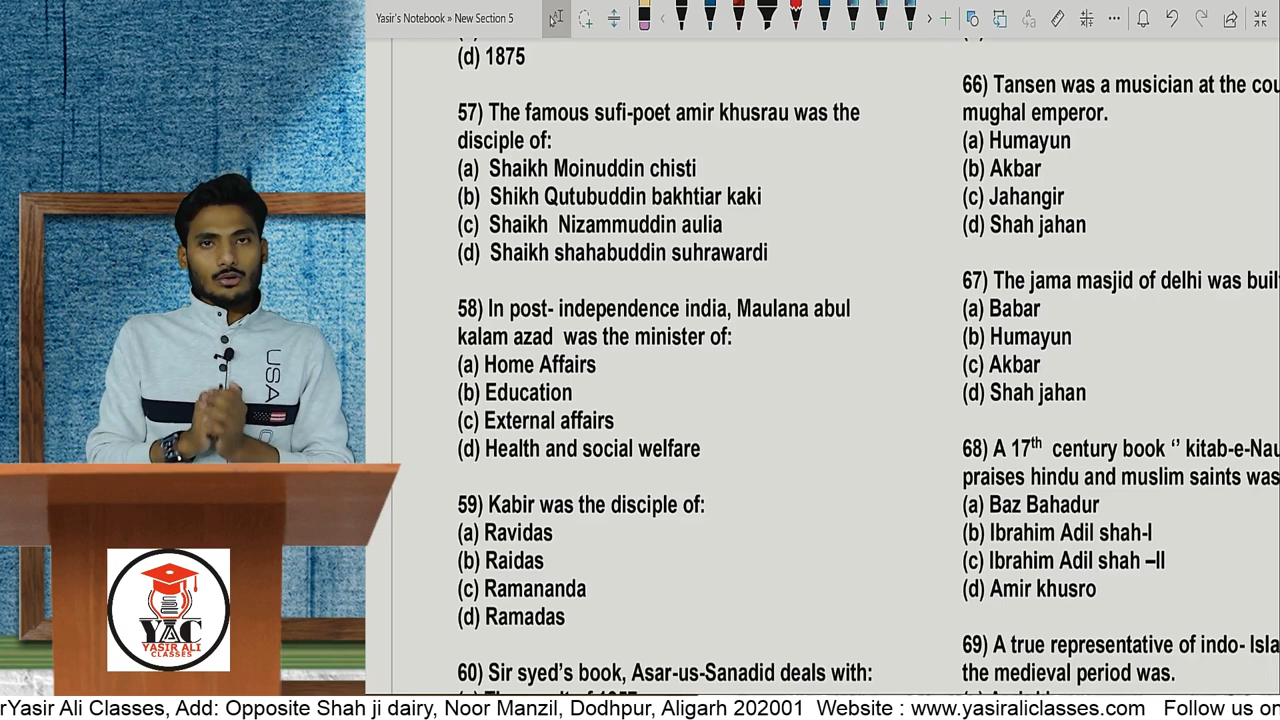 Yasir's Notebook » New Section 5
(d) 1875
57) The famous sufi-poet amir khusrau was the
disciple of:
(a) Shaikh Moinuddin chisti
(b) Shikh Qutubuddin bakhtiar kaki
(c) Shaikh Nizammuddin aulia
(d) Shaikh shahabuddin suhrawardi
58) In post- independence india, Maulana abul
kalam azad was the minister of:
(a) Home Affairs
(b) Education
(c) External affairs
(d) Health and social welfare
59) Kabir was the disciple of:
(a) Ravidas
(b) Raidas
(c) Ramananda
(d) Ramadas
60) Sir syed's book, Asar-us-Sanadid deals with:
66) Tansen was a musician at the cou
mughal emperor.
(a) Humayun
(b) Akbar
(c) Jahangir
(d) Shah jahan
67) The jama masjid of delhi was buil
(a) Babar
(b) Humayun
(c) Akbar
(d) Shah jahan
68) A 17th century book ‘’ kitab-e-Nau
praises hindu and muslim saints was
(a) Baz Bahadur
(b) Ibrahim Adil shah-I
(c) Ibrahim Adil shah –II
(d) Amir khusro
69) A true representative of indo- Isla
the medieval period was.
USA
YAC
YASIR ALI
CLASSES
rYasir Ali Classes, Add: Opposite Shah ji dairy, Noor Manzil, Dodhpur, Aligarh 202001 Website : www.yasiraliclasses.com Follow us on